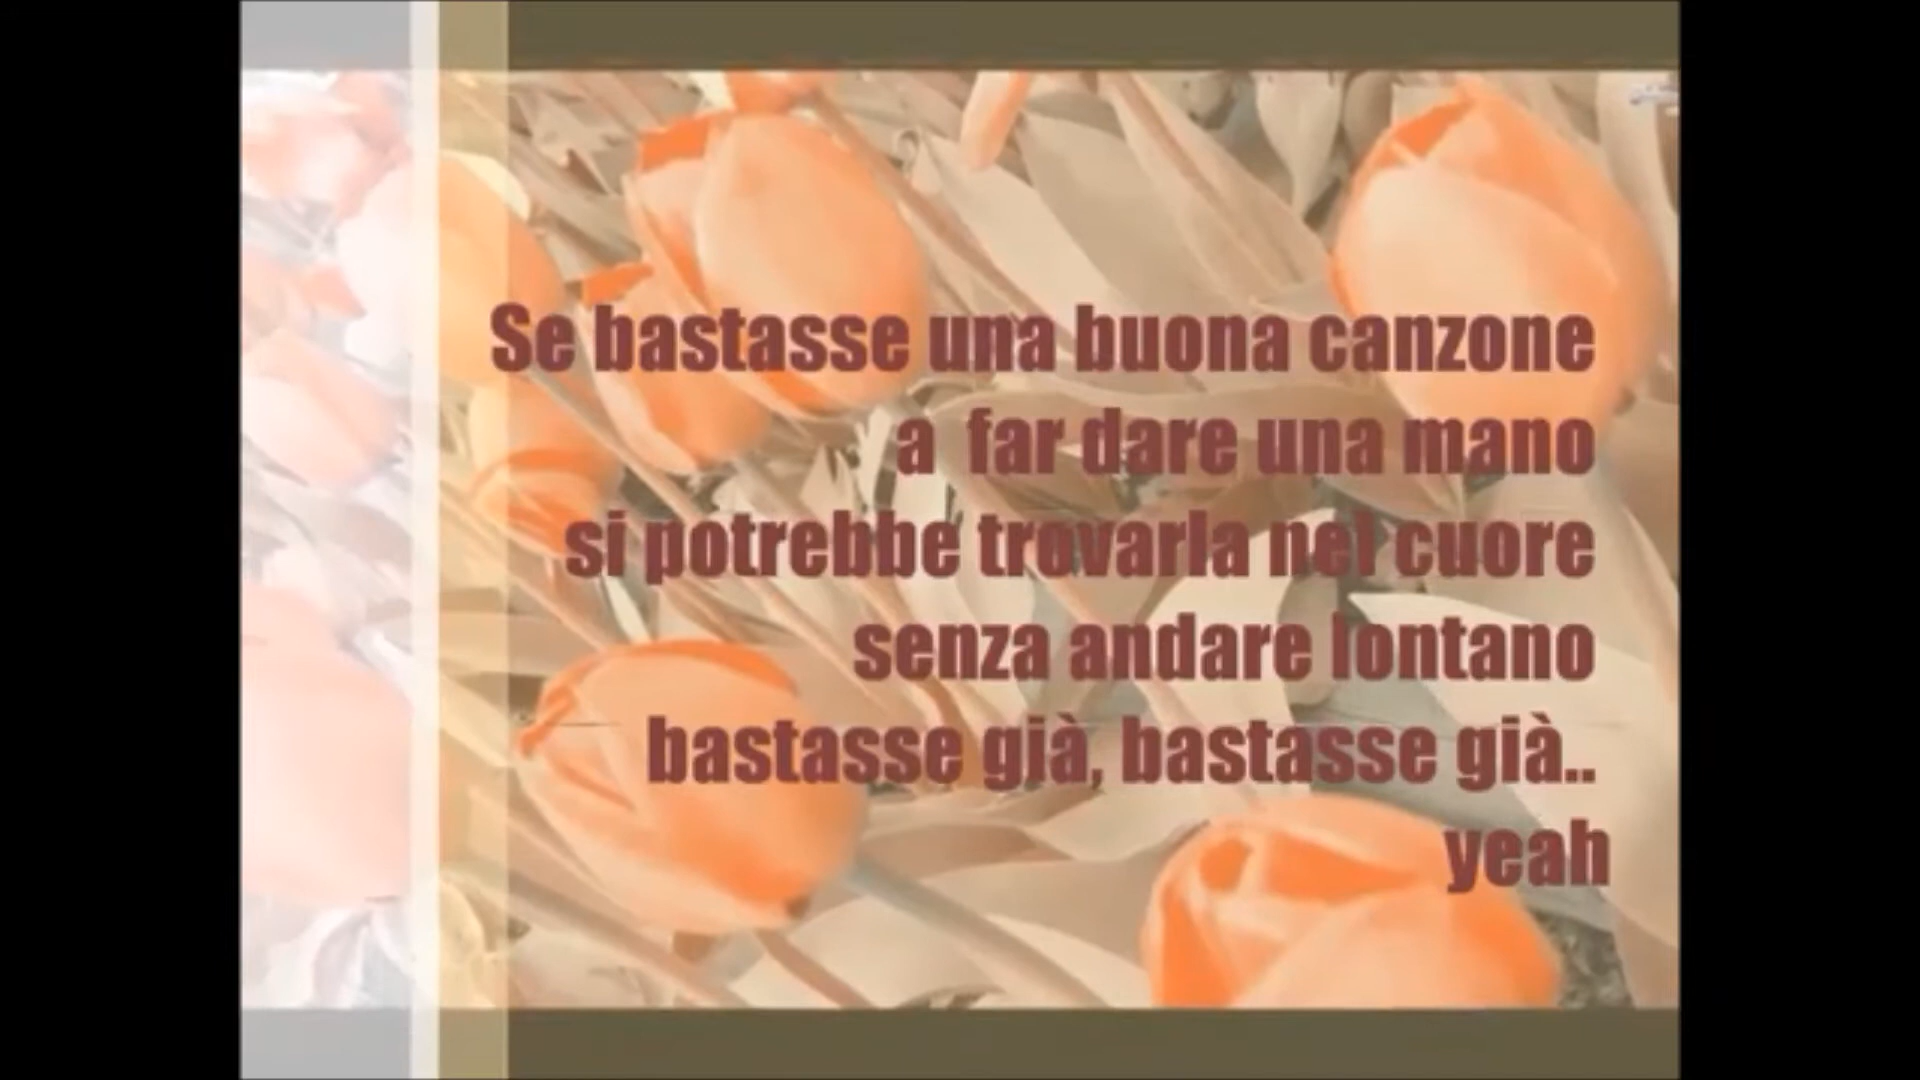 Se bastasse una buona canzone
a far dare una mano
si potrebbe trovarla nel cuore
senza andare lontano
bastasse già, bastasse già..
yeah